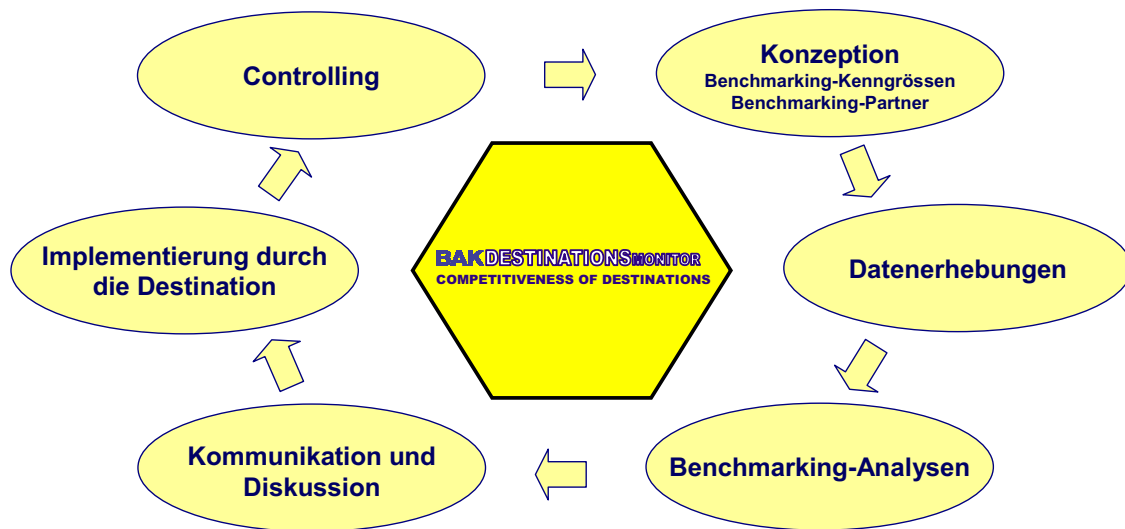 Controlling
Konzeption
Benchmarking-Kenngrössen
Benchmarking-Partner
Implementierung durch
die Destination
BAKDESTINATIONSMONITOR
COMPETITIVENESS OF DESTINATIONS
Datenerhebungen
Kommunikation und
Diskussion
Benchmarking-Analysen